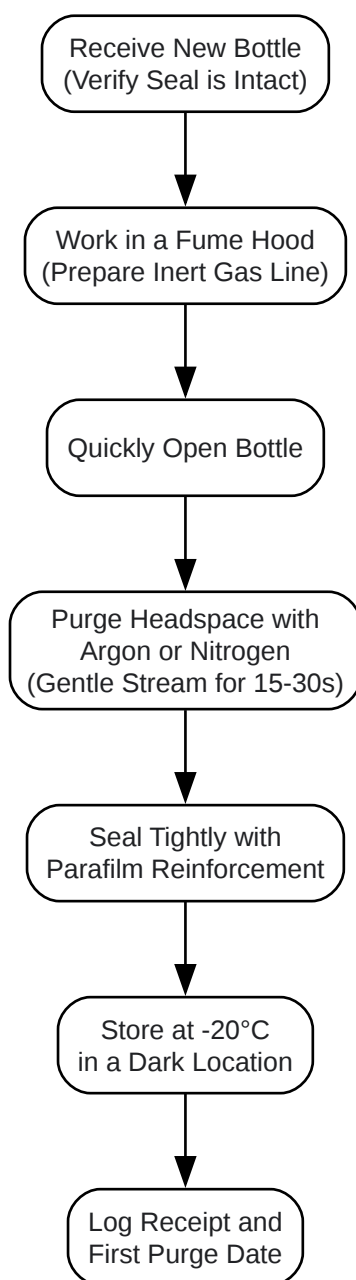 Receive New Bottle
(Verify Seal is Intact)
Work in a Fume Hood
(Prepare Inert Gas Line)
Quickly Open Bottle
Purge Headspace with
Argon or Nitrogen
(Gentle Stream for 15-30s)
Seal Tightly with
Parafilm Reinforcement
Store at -20°C
in a Dark Location
Log Receipt and
First Purge Date